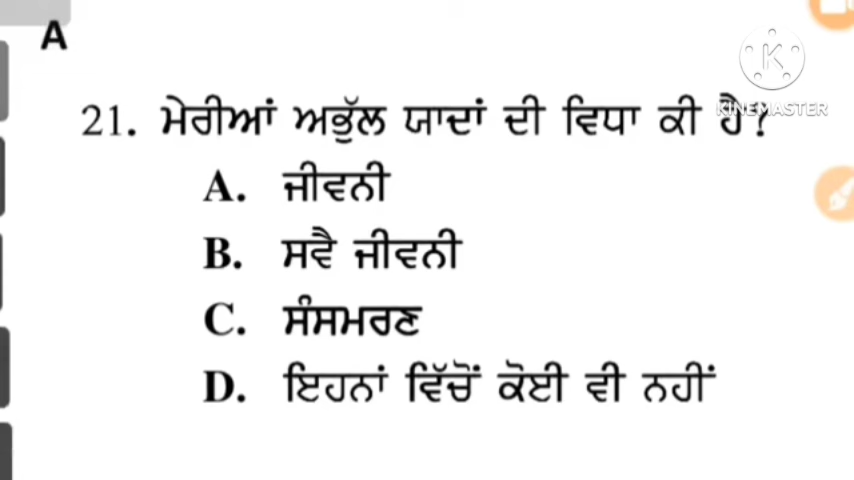 A
K
KINEMASTER
21. ਮੇਰੀਆਂ ਅਭੁੱਲ ਯਾਦਾਂ ਦੀ ਵਿਧਾ ਕੀ ਹੈ?
A. ਜੀਵਨੀ
B. ਸਵੈ ਜੀਵਨੀ
C. ਸੰਸਮਰਣ
D. ਇਹਨਾਂ ਵਿੱਚੋਂ ਕੋਈ ਵੀ ਨਹੀਂ